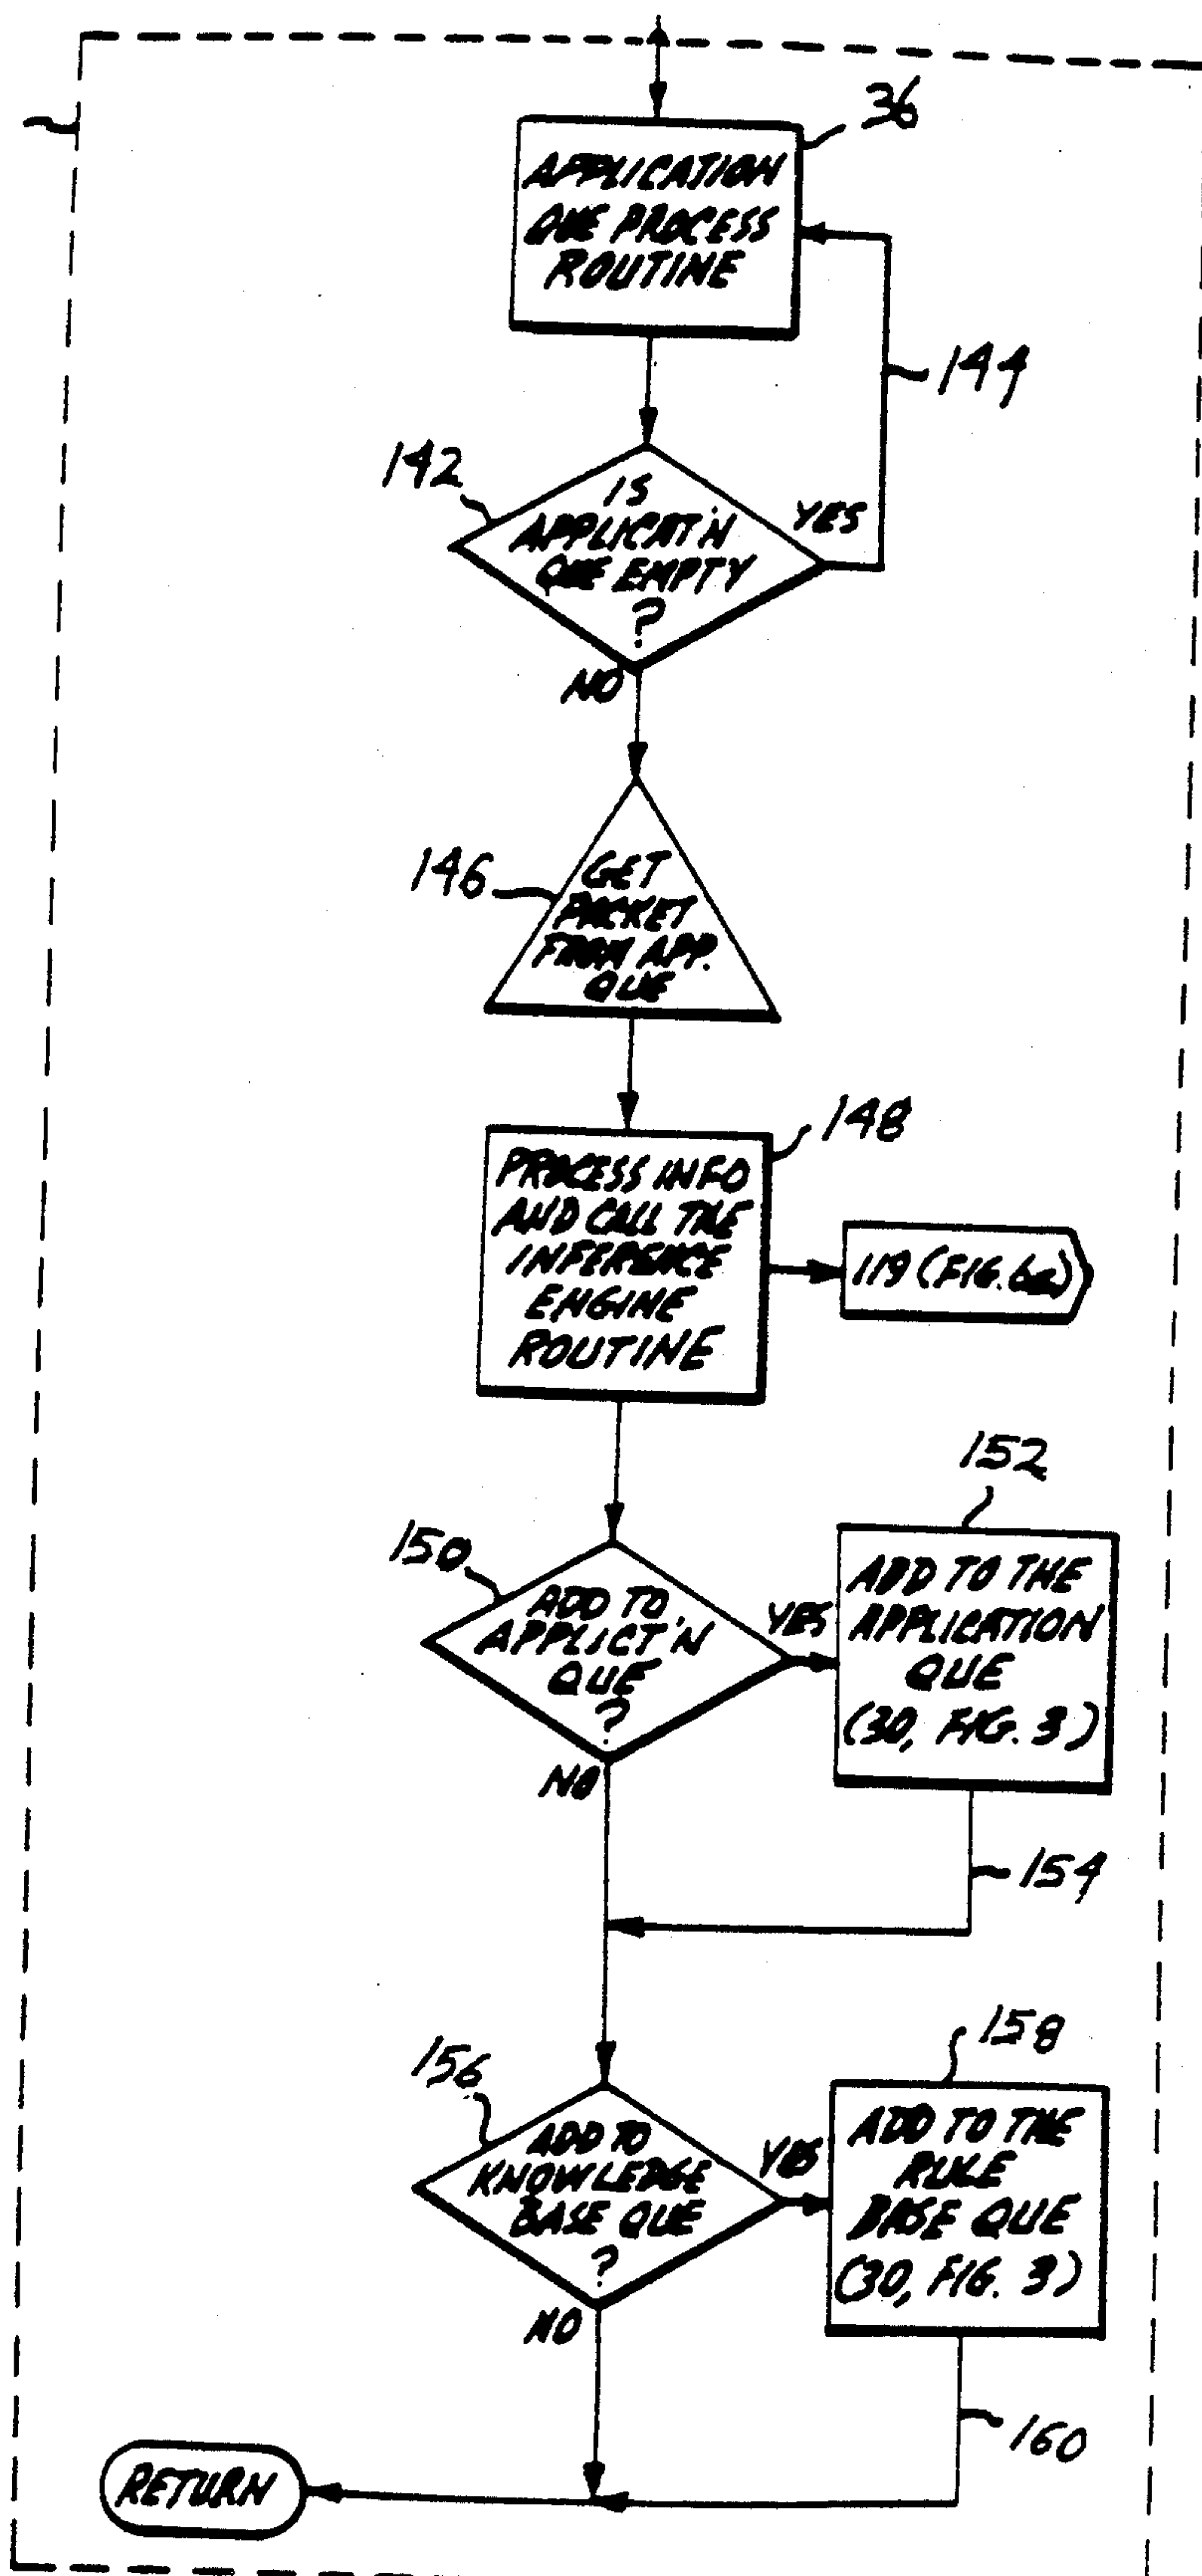 36
APPLICATION
QUE PROCESS
ROUTINE
144
142
IS
APPLICAT'N
QUE EMPTY
?
YES
NO
146
GET
PACKET
FROM APP.
QUE
148
PROCESS INFO
AND CALL THE
INFERENCE
ENGINE
ROUTINE
119 (FIG. 6a)
150
ADD TO
APPLICT'N
QUE
?
YES
NO
152
ADD TO THE
APPLICATION
QUE
(30, FIG. 3)
154
156
ADD TO
KNOWLEDGE
BASE QUE
?
YES
NO
158
ADD TO THE
RULE
BASE QUE
(30, FIG. 3)
160
RETURN